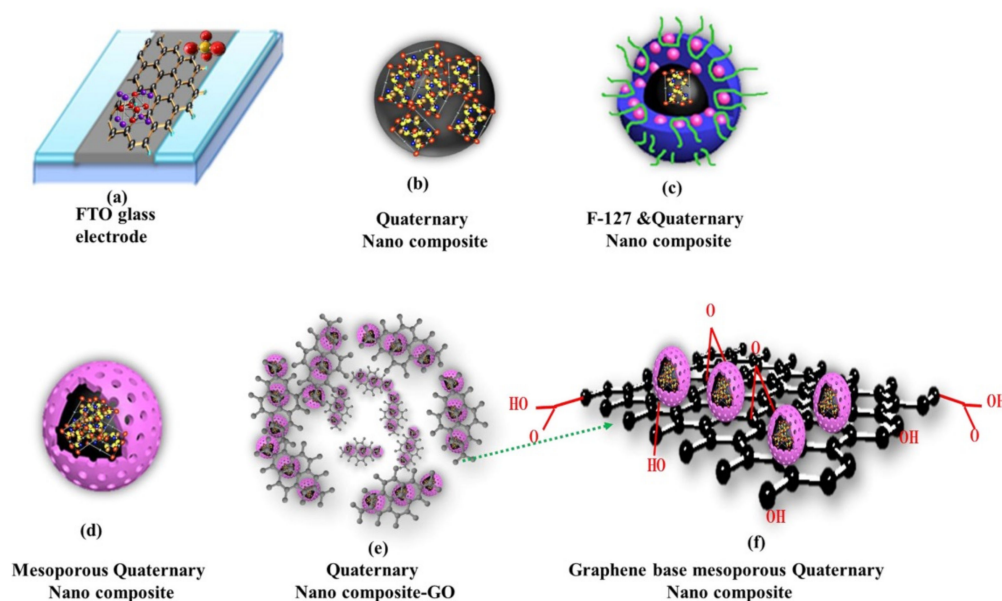 (a)
FTO glass
electrode
(b)
Quaternary
Nano composite
(c)
F-127 &Quaternary
Nano composite
(d)
Mesoporous Quaternary
Nano composite
(e)
Quaternary
Nano composite-GO
O
O
HO
O
HO
OH
OH
O
OH
(f)
Graphene base mesoporous Quaternary
Nano composite